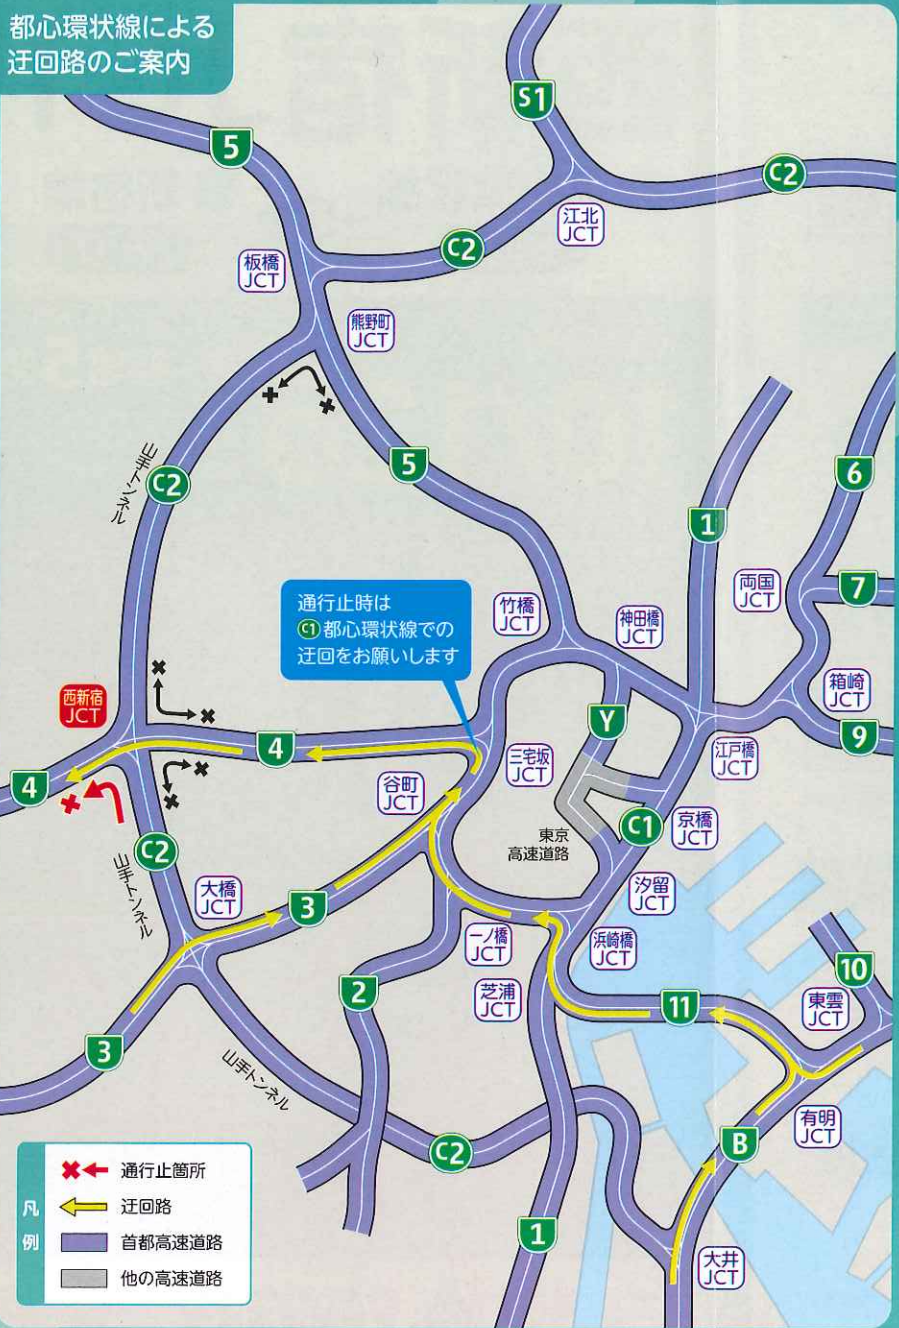 都心環状線による
迂回路のご案内
S1
5
C2
江北
JCT
C2
板橋
JCT
熊野町
JCT
山手トンネル
C2
5
6
1
通行止時は
C1都心環状線での
迂回をお願いします
竹橋
JCT
神田橋
JCT
両国
JCT
7
西新宿
JCT
箱崎
JCT
Y
9
4
4
三宅坂
JCT
江戸橋
JCT
谷町
JCT
東京
高速道路
C1
京橋
JCT
C2
山手トンネル
大橋
JCT
3
汐留
JCT
一ノ橋
JCT
浜崎橋
JCT
10
2
芝浦
JCT
11
東雲
JCT
3
山手トンネル
有明
JCT
B
C2
1
大井
JCT
凡例
通行止箇所
迂回路
首都高速道路
他の高速道路